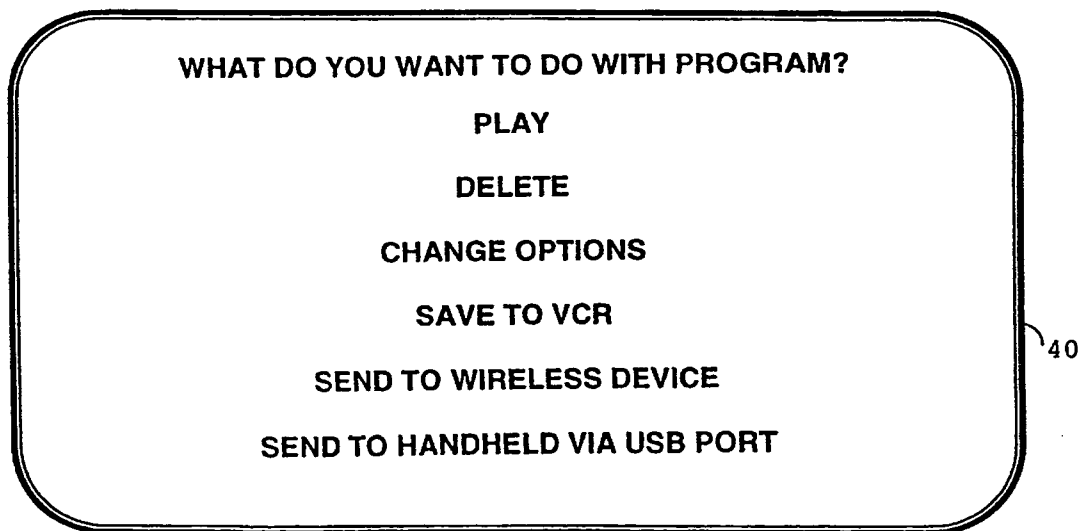 WHAT DO YOU WANT TO DO WITH PROGRAM?
PLAY
DELETE
CHANGE OPTIONS
SAVE TO VCR
40
SEND TO WIRELESS DEVICE
SEND TO HANDHELD VIA USB PORT